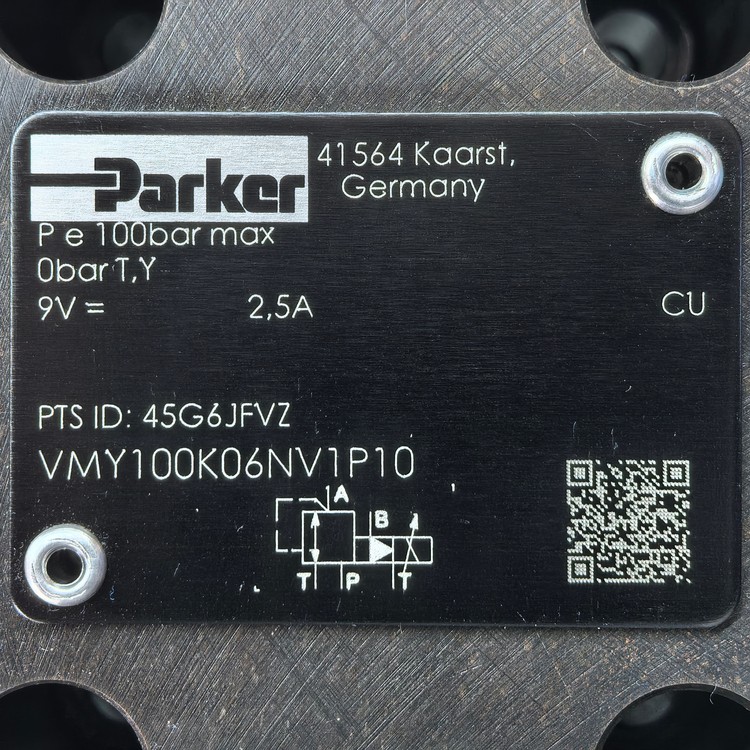 Parker
41564 Kaarst,
Germany
P e 100bar max
0bar T,Y
9V = 2,5A CU
PTS ID: 45G6JFVZ
VMY100K06NV1P10
A
B
T P T